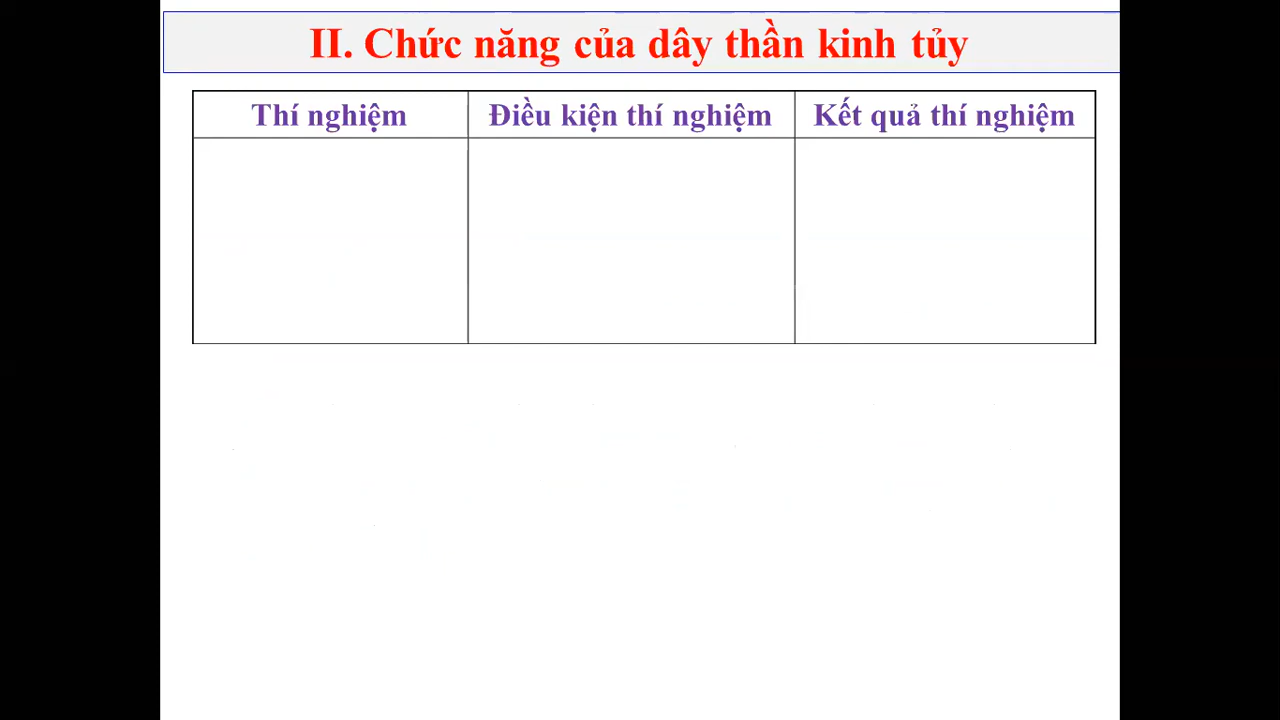 II. Chức năng của dây thần kinh tủy
Thí nghiệm Điều kiện thí nghiệm Kết quả thí nghiệm